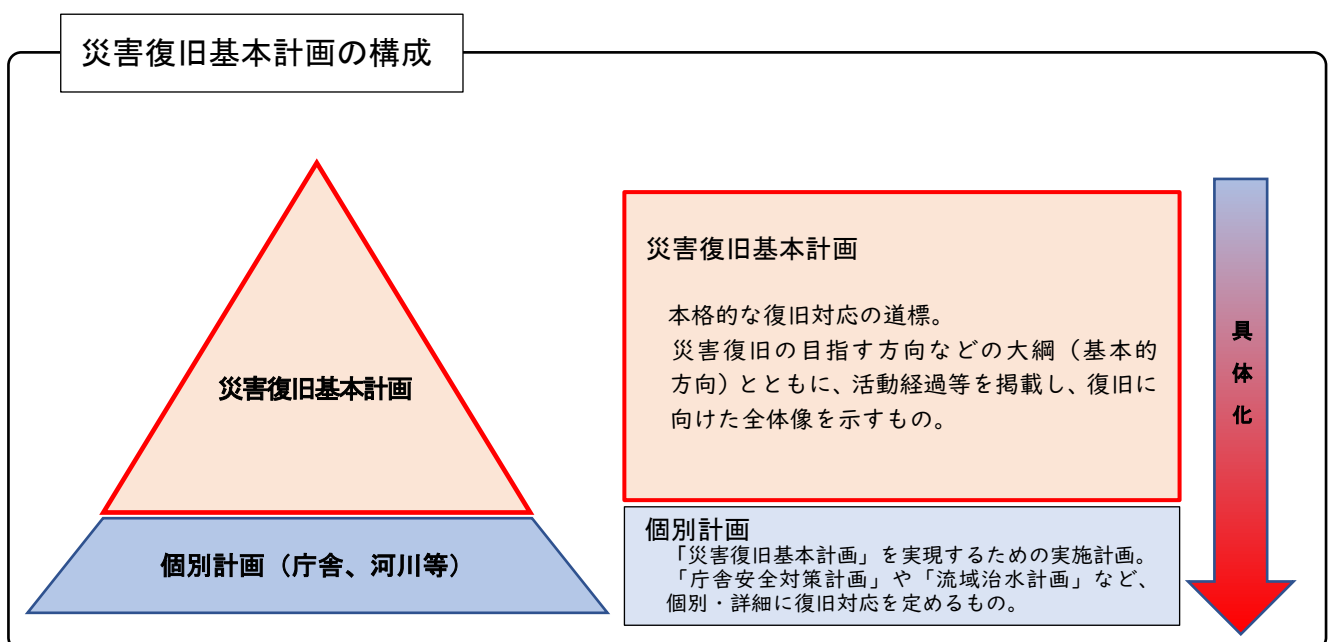 災害復旧基本計画の構成
災害復旧基本計画
個別計画（庁舎、河川等）
災害復旧基本計画
本格的な復旧対応の道標。
災害復旧の目指す方向などの大綱（基本的
方向）とともに、活動経過等を掲載し、復旧に
向けた全体像を示すもの。
個別計画
「災害復旧基本計画」を実現するための実施計画。
「庁舎安全対策計画」や「流域治水計画」など、
個別・詳細に復旧対応を定めるもの。
具体化